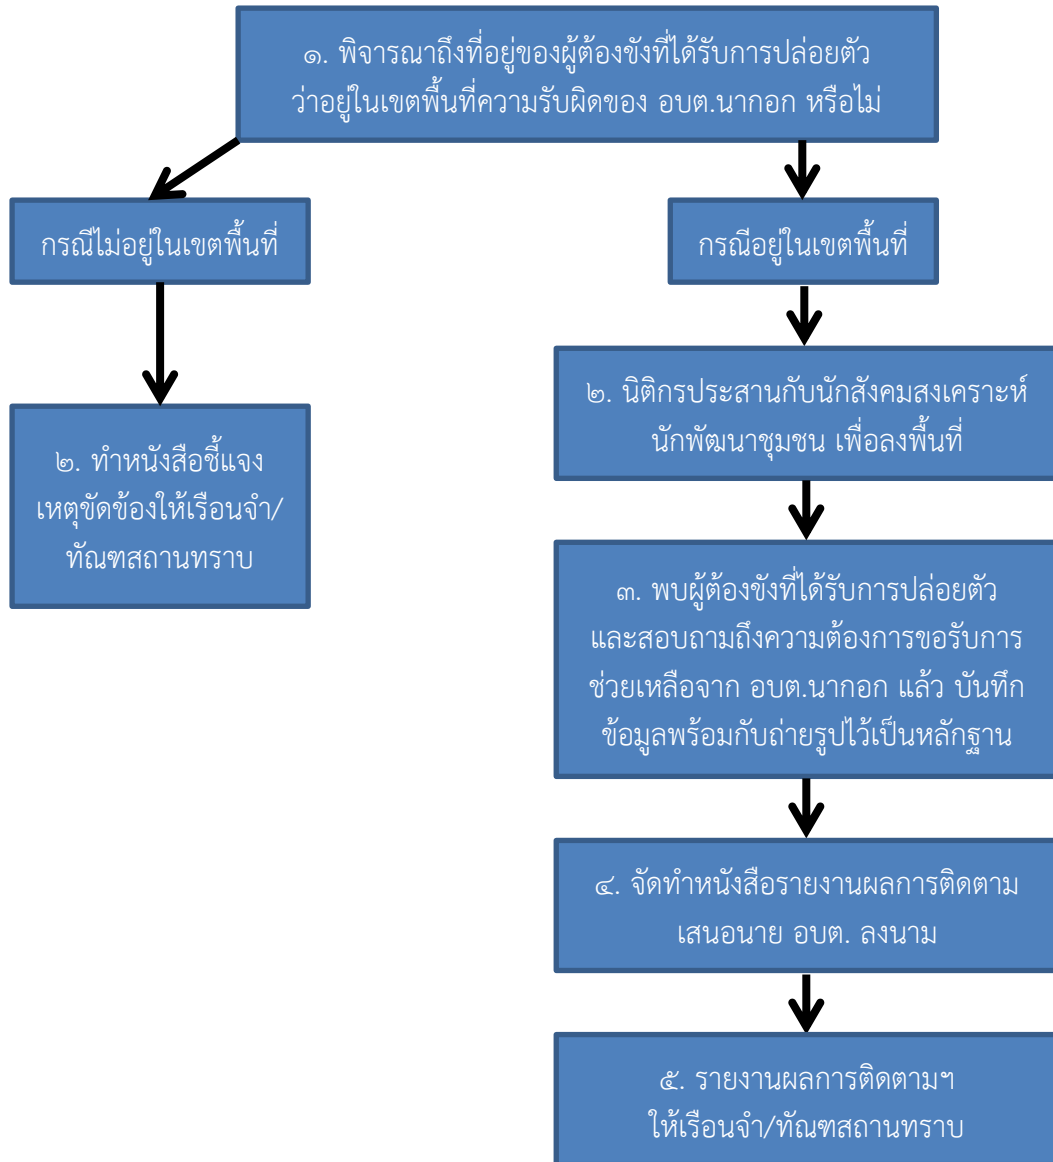 ๑. พิจารณาถึงที่อยู่ของผู้ต้องขังที่ได้รับการปล่อยตัว
ว่าอยู่ในเขตพื้นที่ความรับผิดของ อบต.นากอก หรือไม่
กรณีไม่อยู่ในเขตพื้นที่
๒. ทำหนังสือชี้แจง
เหตุขัดข้องให้เรือนจำ/
ทัณฑสถานทราบ
กรณีอยู่ในเขตพื้นที่
๒. นิติกรประสานกับนักสังคมสงเคราะห์
นักพัฒนาชุมชน เพื่อลงพื้นที่
๓. พบผู้ต้องขังที่ได้รับการปล่อยตัว
และสอบถามถึงความต้องการขอรับการ
ช่วยเหลือจาก อบต.นากอก แล้ว บันทึก
ข้อมูลพร้อมกับถ่ายรูปไว้เป็นหลักฐาน
๔. จัดทำหนังสือรายงานผลการติดตาม
เสนอนาย อบต. ลงนาม
๕. รายงานผลการติดตามฯ
ให้เรือนจำ/ทัณฑสถานทราบ